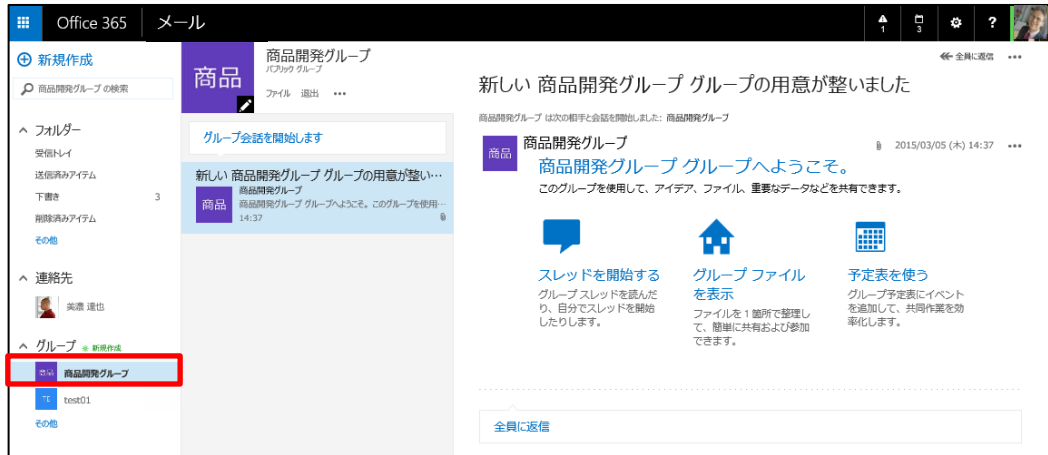 Office 365
メール
1
3
?
新規作成
商品開発グループ の検索
フォルダー
受信トレイ
送信済みアイテム
下書き 3
削除済みアイテム
その他
連絡先
美濃 達也
グループ ※ 新規作成
商品 商品開発グループ
TE test01
その他
商品
商品開発グループ
パブリック グループ
ファイル 退出 •••
グループ会話を開始します
新しい 商品開発グループ グループの用意が整い…
商品
商品開発グループ
商品開発グループ グループへようこそ。このグループを使用…
14:37
全員に返信 •••
新しい 商品開発グループ グループの用意が整いました
商品開発グループ は次の相手と会話を開始しました: 商品開発グループ
商品
商品開発グループ
2015/03/05 (木) 14:37 •••
商品開発グループ グループへようこそ。
このグループを使用して、アイデア、ファイル、重要なデータなどを共有できます。
スレッドを開始する
グループ スレッドを読んだ
り、自分でスレッドを開始
したりします。
グループ ファイル
を表示
ファイルを 1 箇所で整理し
て、簡単に共有および参加
できます。
予定表を使う
グループ予定表にイベント
を追加して、共同作業を効
率化します。
全員に返信